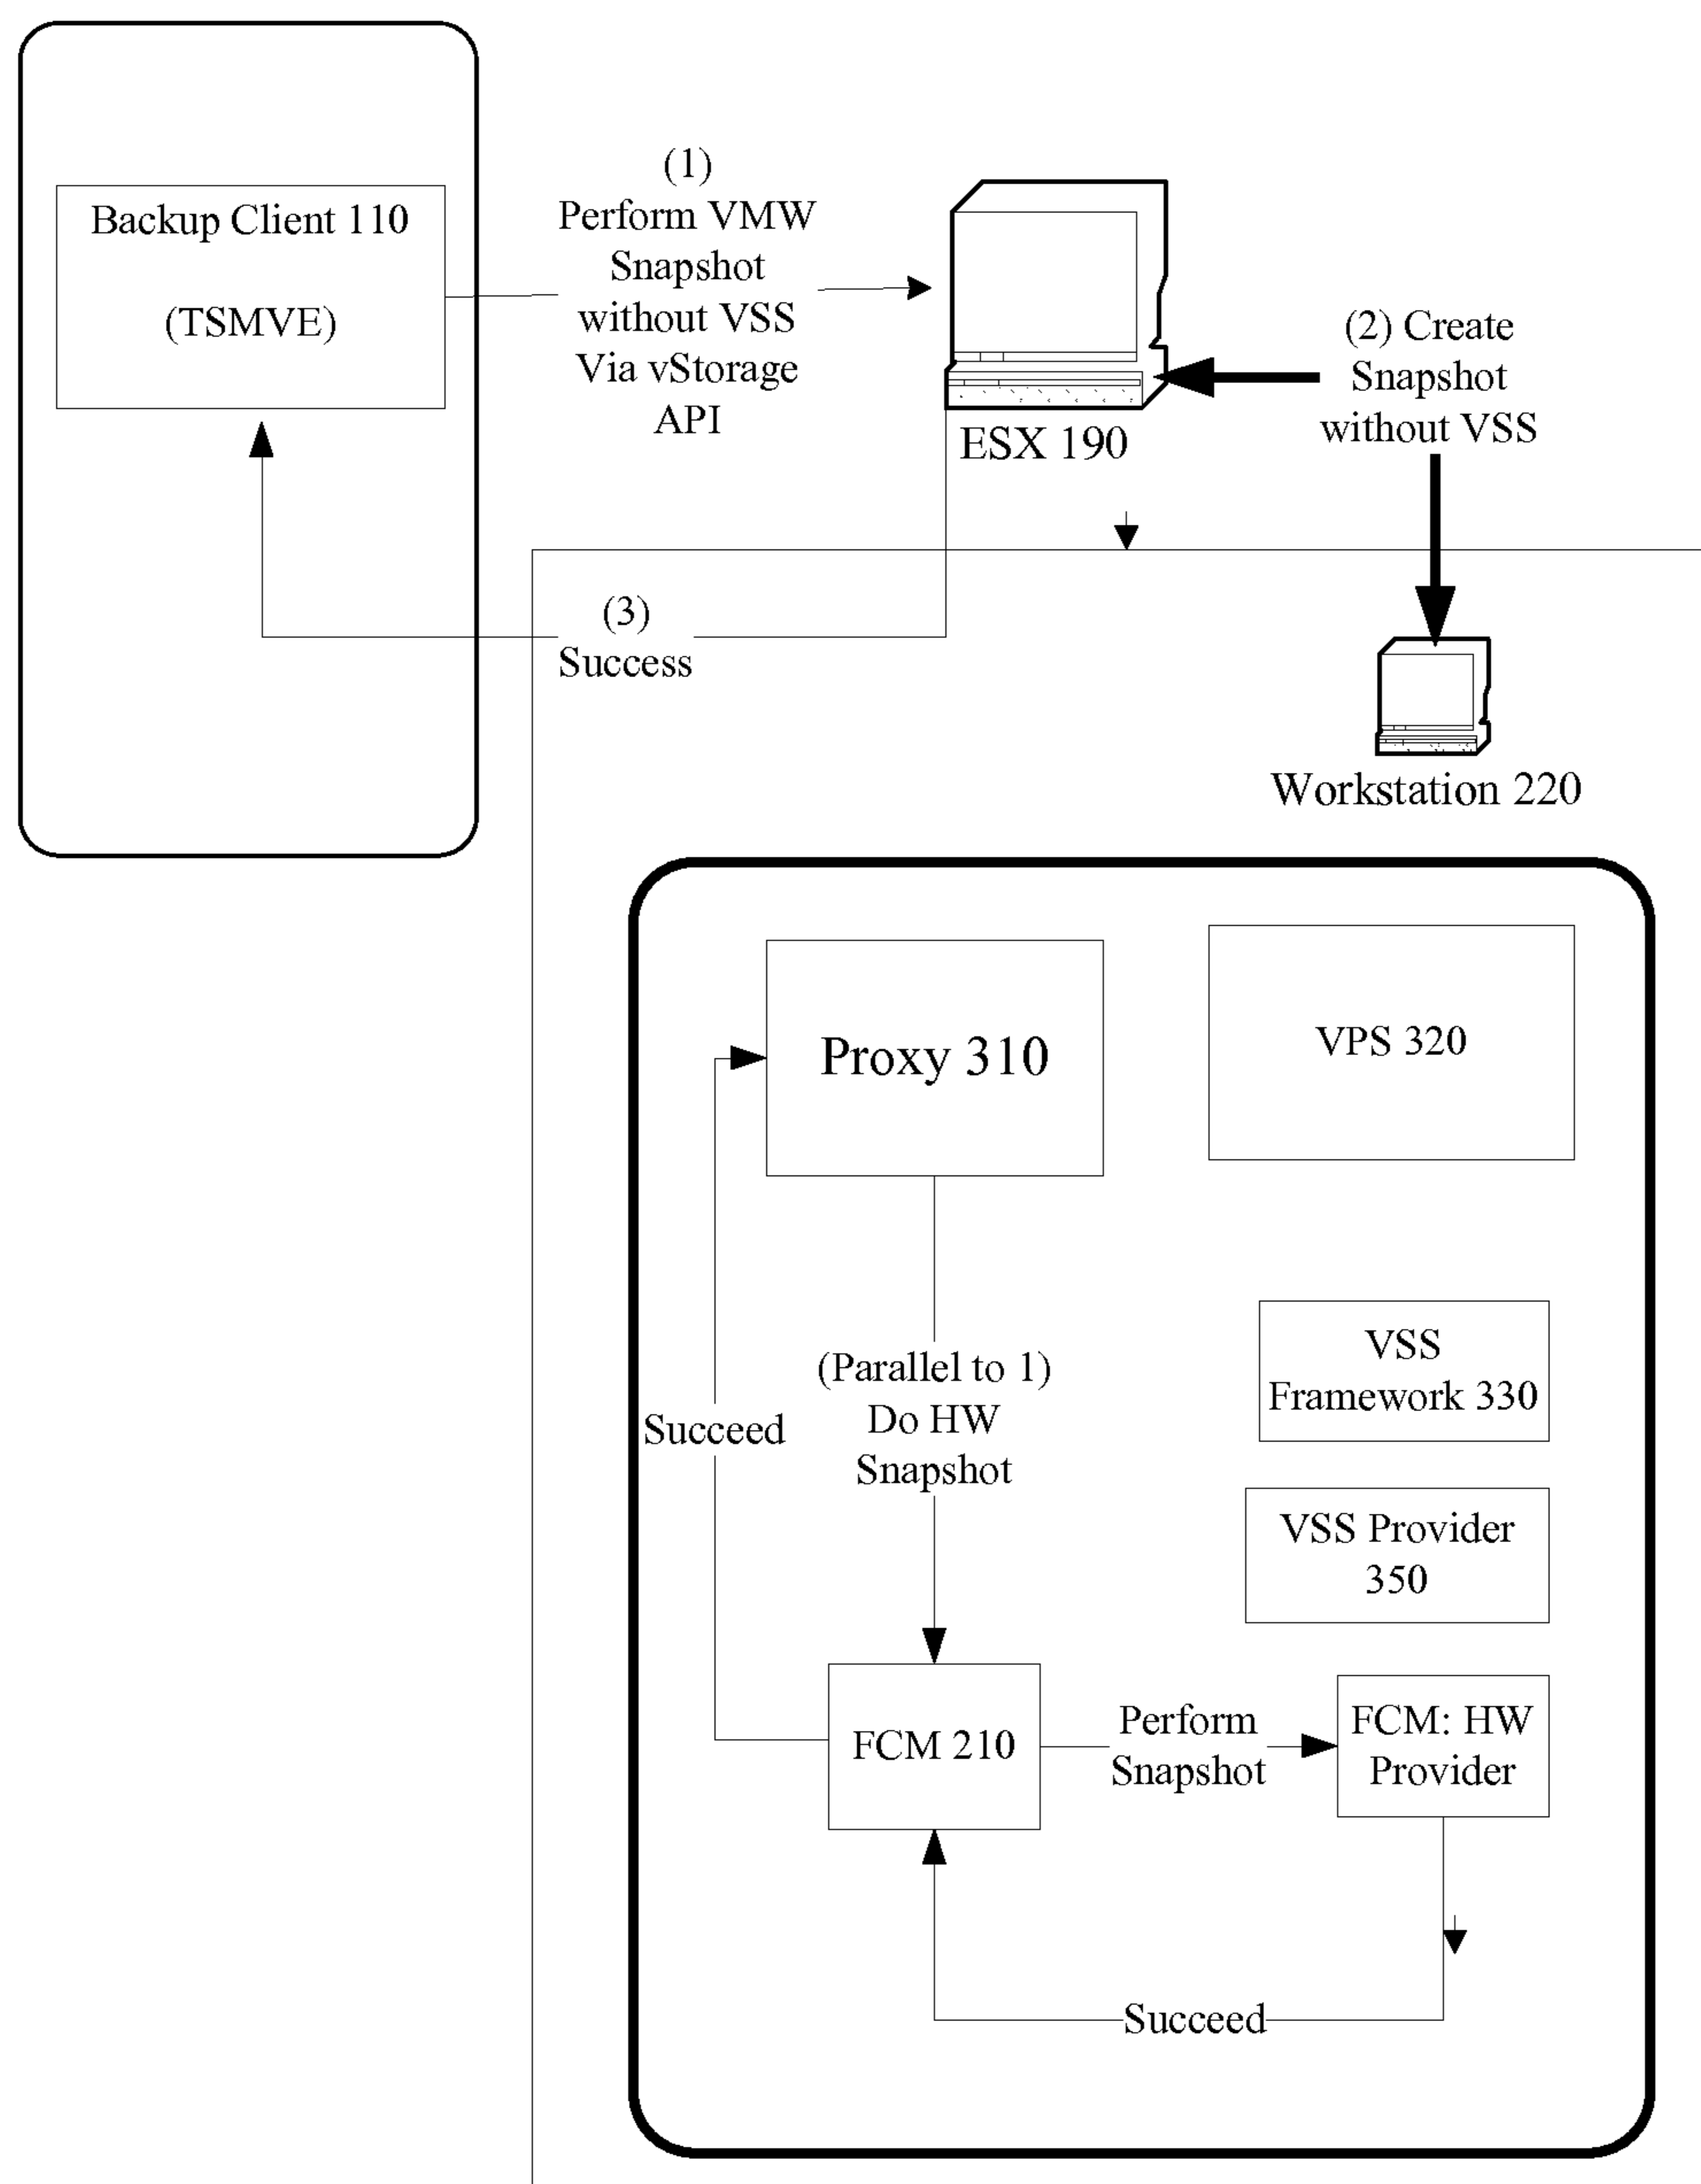 Backup Client 110
(TSMVE)
(1)
Perform VMW
Snapshot
without VSS
Via vStorage
API
ESX 190
(2) Create
Snapshot
without VSS
(3)
Success
Workstation 220
Proxy 310
VPS 320
(Parallel to 1)
Do HW
Snapshot
Succeed
VSS
Framework 330
VSS Provider
350
FCM 210
Perform
Snapshot
FCM: HW
Provider
Succeed